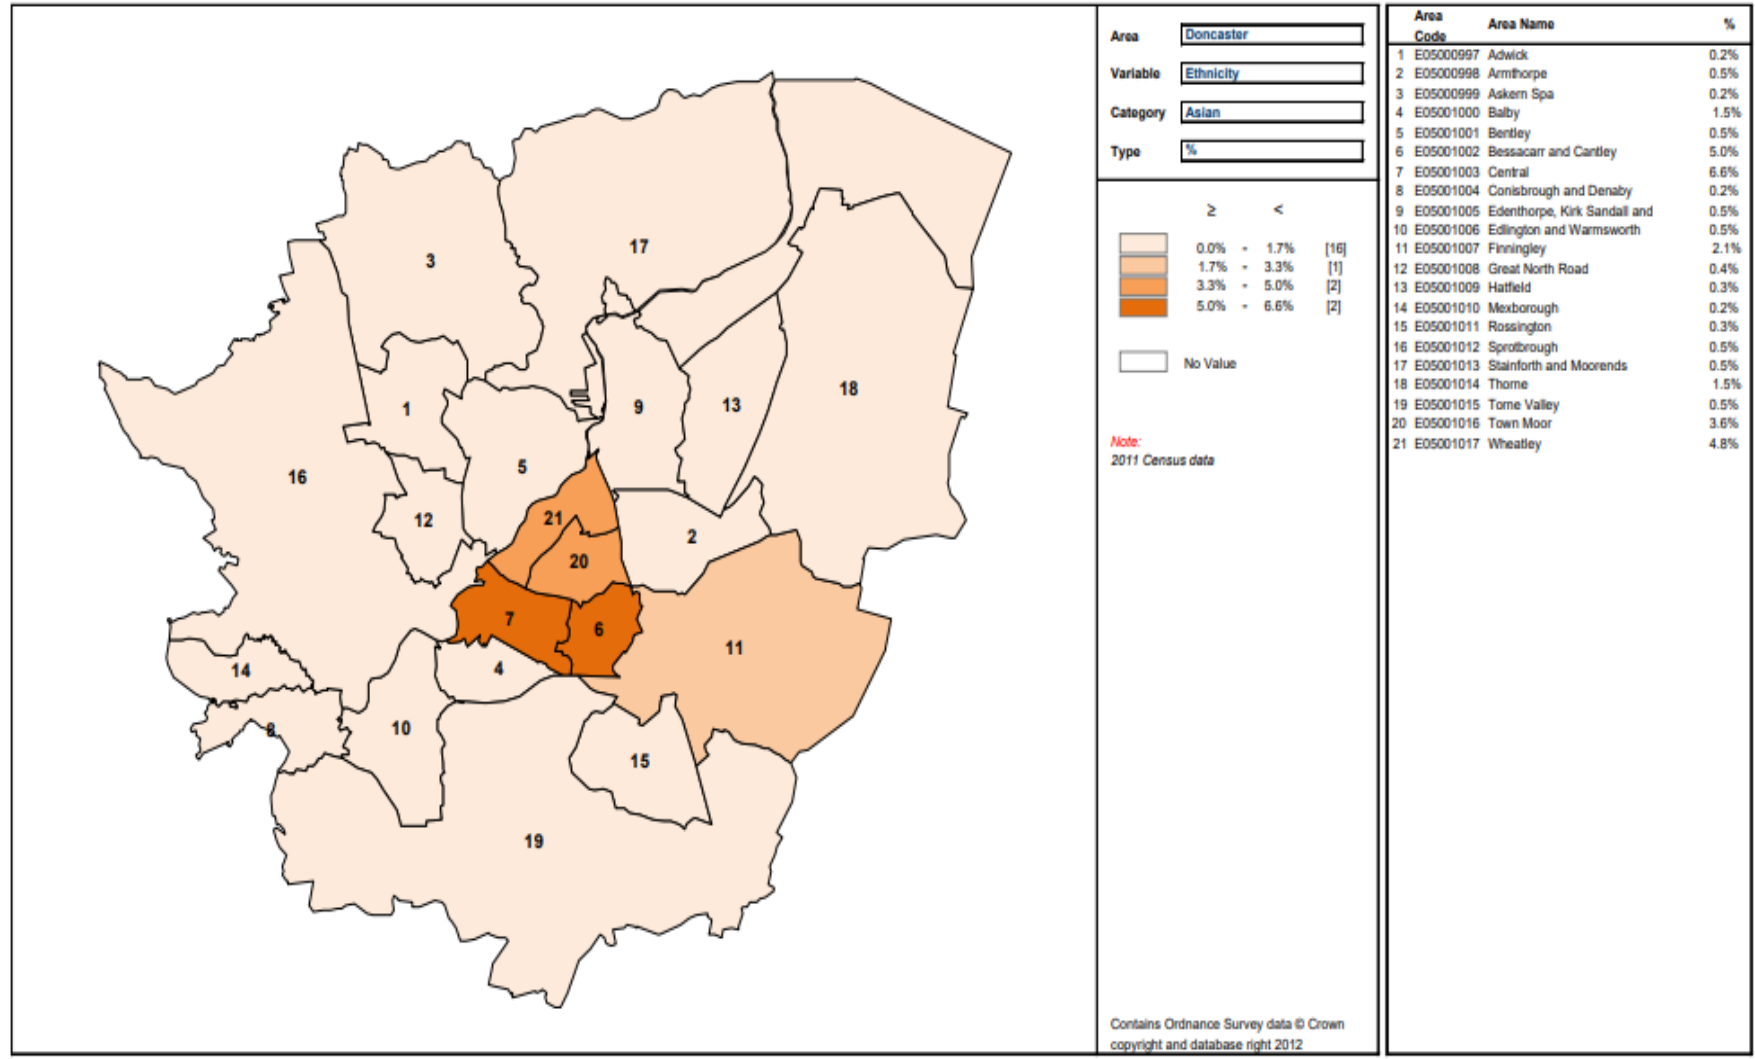 3
17
16
1
9
13
18
5
12
21
2
20
7
6
11
14
4
8
10
15
19
Area Doncaster
Variable Ethnicity
Category Asian
Type %
≥ <
0.0% - 1.7% [16]
1.7% - 3.3% [1]
3.3% - 5.0% [2]
5.0% - 6.6% [2]
No Value
Note:
2011 Census data
Contains Ordnance Survey data © Crown
copyright and database right 2012
Area
Code Area Name %
1 E05000997 Adwick 0.2%
2 E05000998 Armthorpe 0.5%
3 E05000999 Askern Spa 0.2%
4 E05001000 Balby 1.5%
5 E05001001 Bentley 0.5%
6 E05001002 Bessacarr and Cantley 5.0%
7 E05001003 Central 6.6%
8 E05001004 Conisbrough and Denaby 0.2%
9 E05001005 Edenthorpe, Kirk Sandall and 0.5%
10 E05001006 Edlington and Warmsworth 0.5%
11 E05001007 Finningley 2.1%
12 E05001008 Great North Road 0.4%
13 E05001009 Hatfield 0.3%
14 E05001010 Mexborough 0.2%
15 E05001011 Rossington 0.3%
16 E05001012 Sprotbrough 0.5%
17 E05001013 Stainforth and Moorends 0.5%
18 E05001014 Thorne 1.5%
19 E05001015 Torne Valley 0.5%
20 E05001016 Town Moor 3.6%
21 E05001017 Wheatley 4.8%